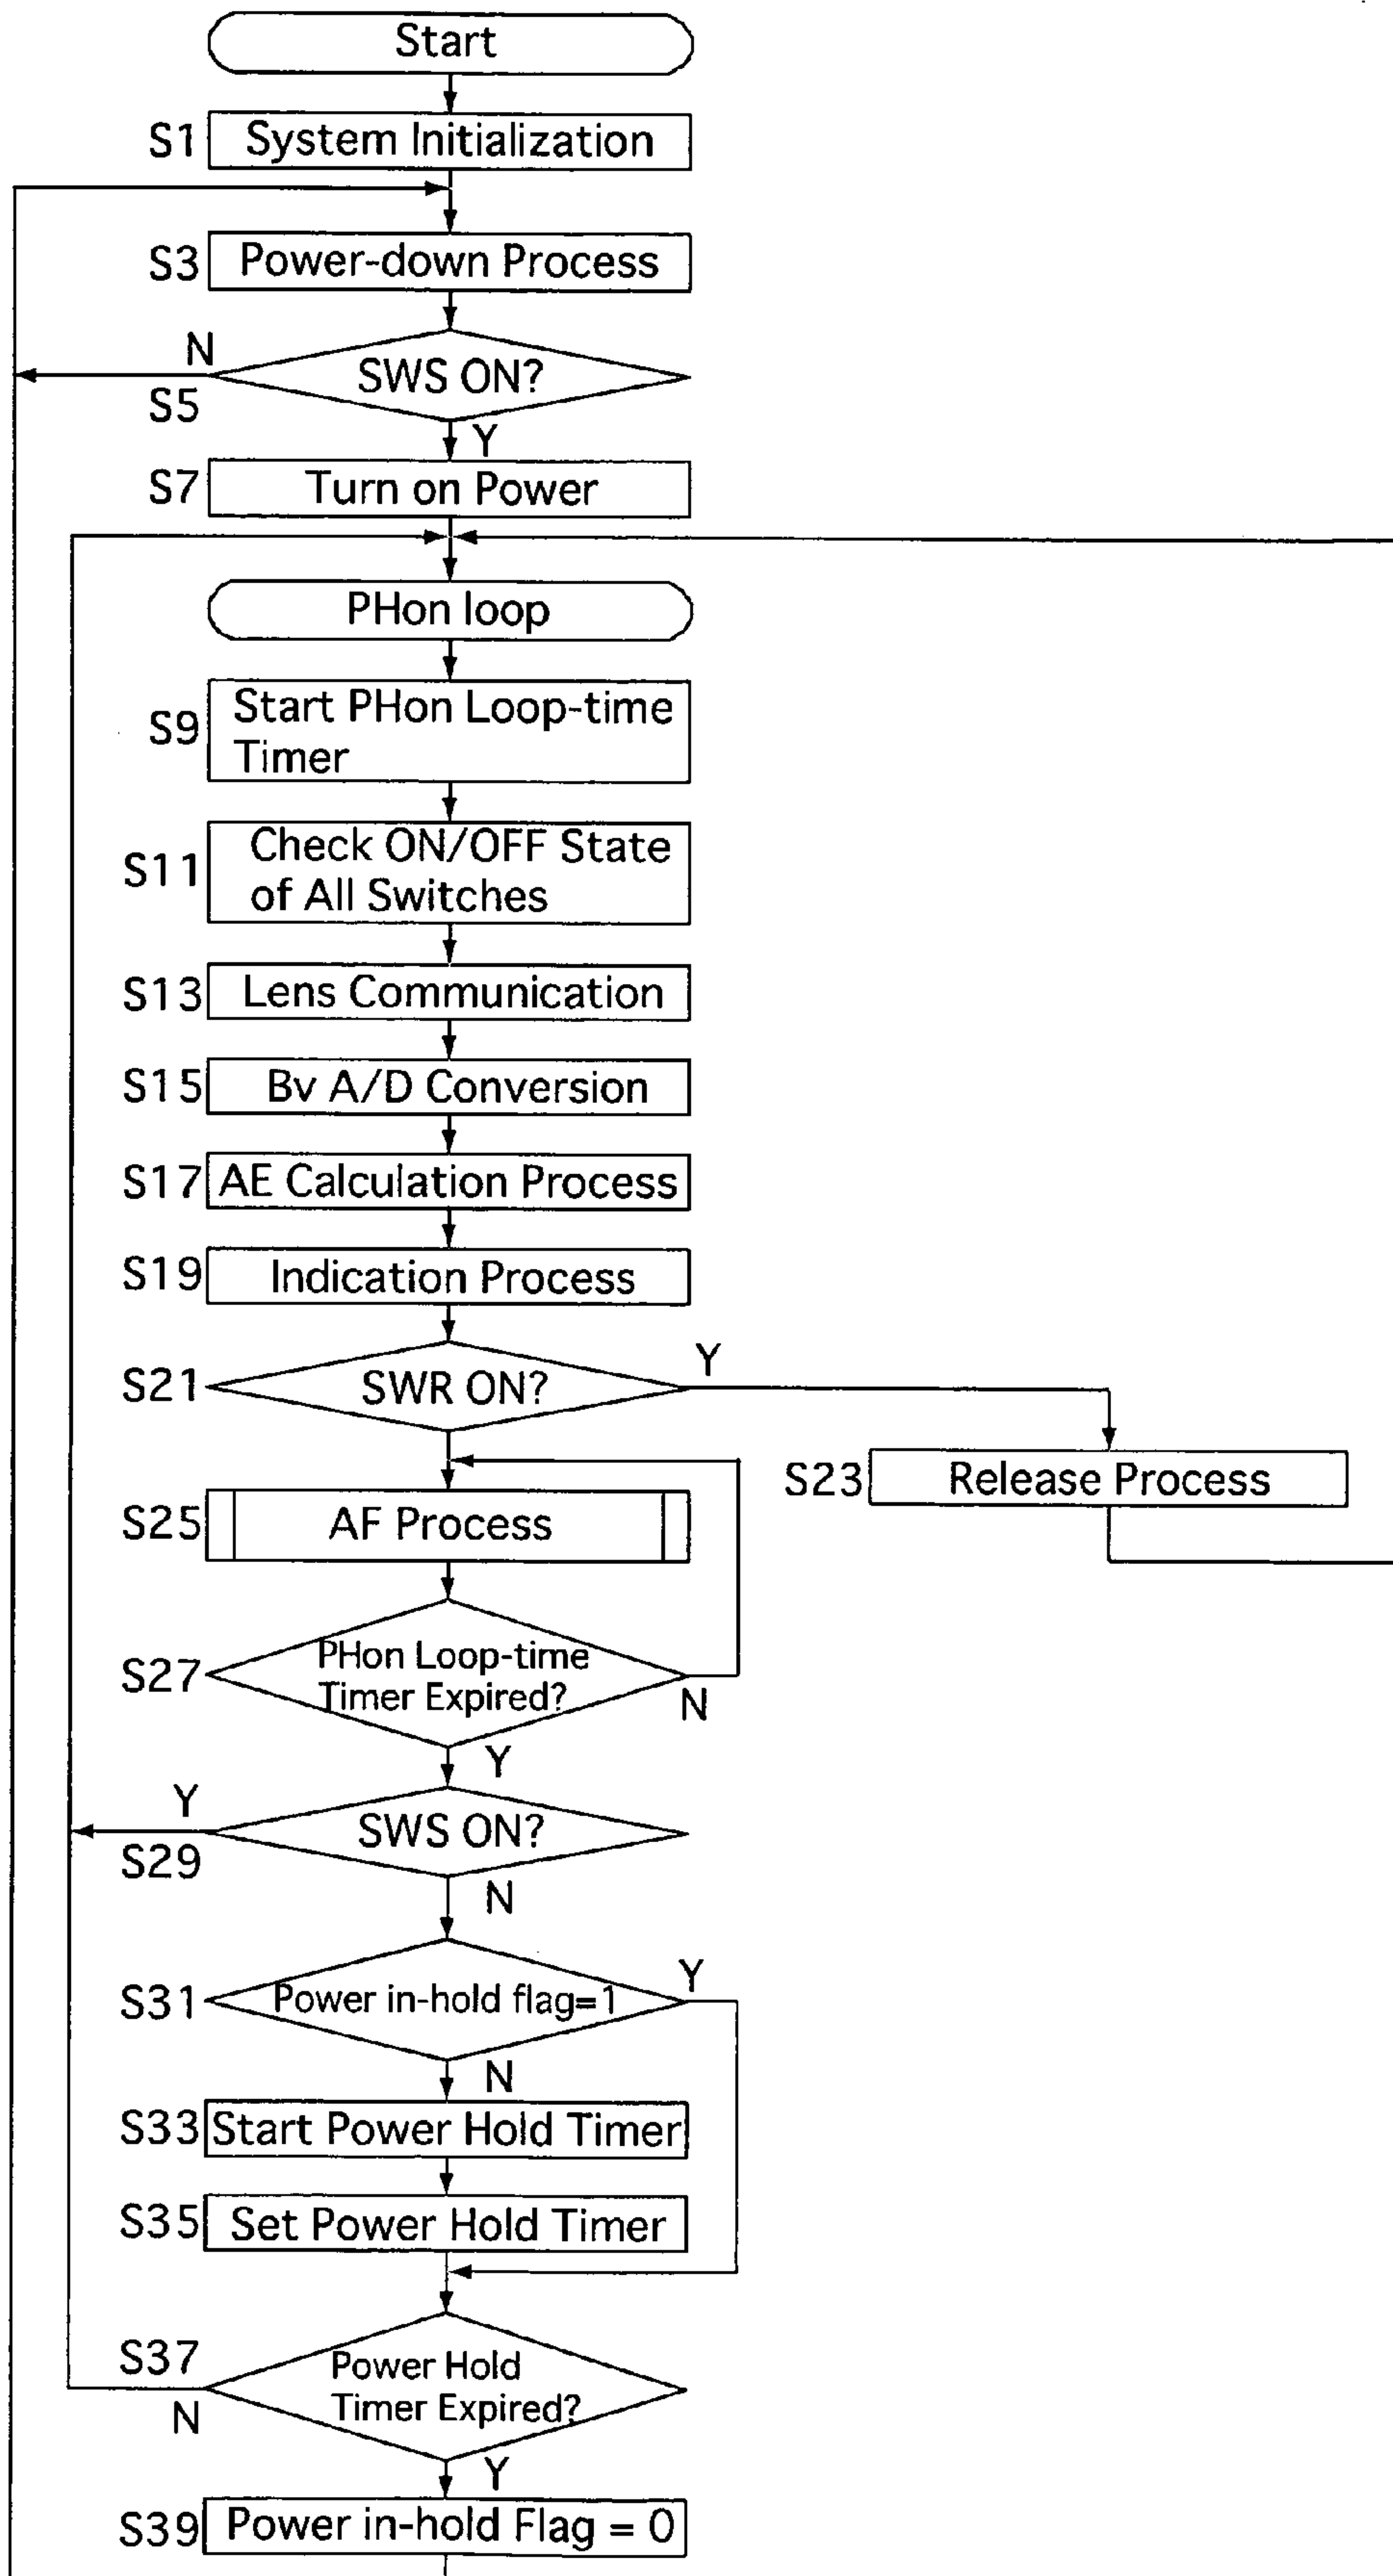 Start
S1 System Initialization
S3 Power-down Process
N
SWS ON?
S5
Y
S7 Turn on Power
PHon loop
S9 Start PHon Loop-time
Timer
S11 Check ON/OFF State
of All Switches
S13 Lens Communication
S15 Bv A/D Conversion
S17 AE Calculation Process
S19 Indication Process
Y
S21 SWR ON?
S23 Release Process
S25 AF Process
S27 PHon Loop-time
Timer Expired?
N
Y
Y
SWS ON?
S29
N
Y
S31 Power in-hold flag=1
N
S33 Start Power Hold Timer
S35 Set Power Hold Timer
S37 Power Hold
Timer Expired?
N
Y
S39 Power in-hold Flag = 0